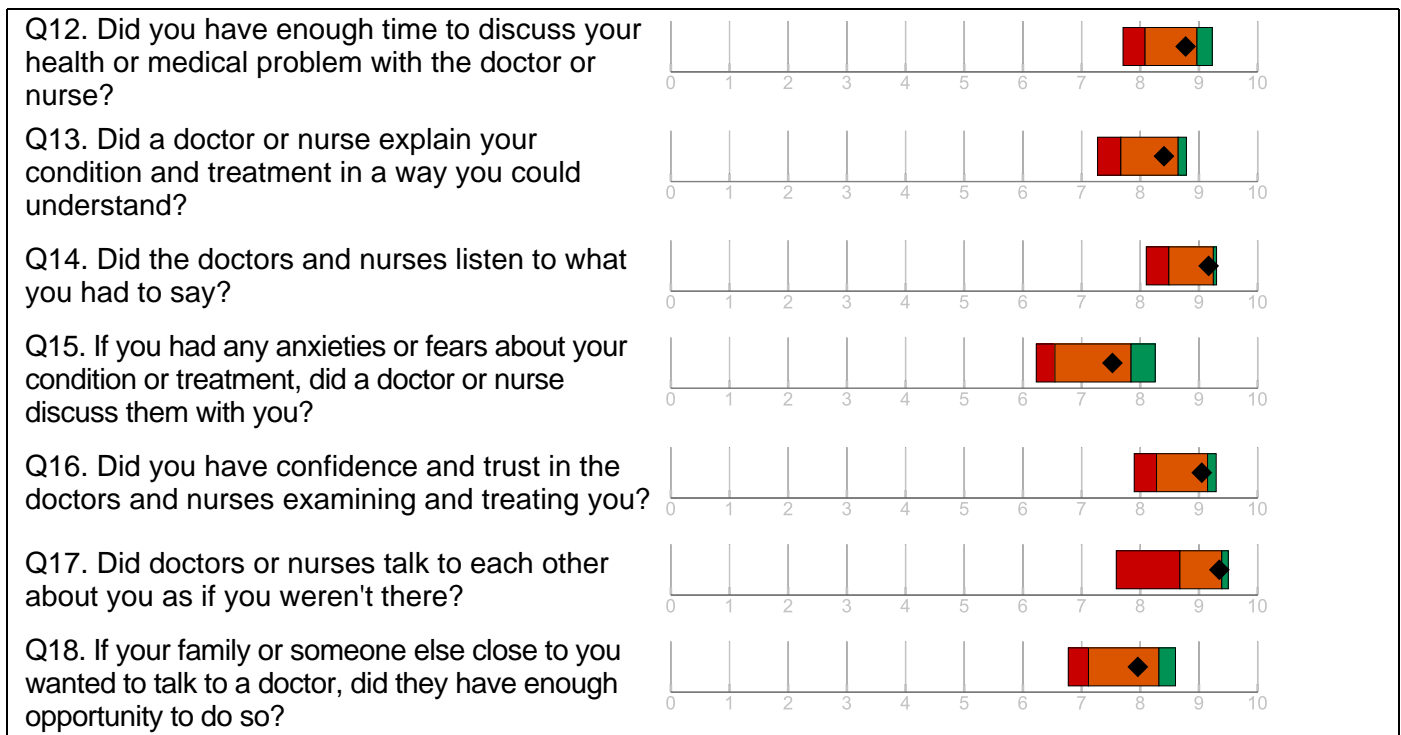 Q12. Did you have enough time to discuss your
health or medical problem with the doctor or
nurse?
0 1 2 3 4 5 6 7 8 9 10
Q13. Did a doctor or nurse explain your
condition and treatment in a way you could
understand?
0 1 2 3 4 5 6 7 8 9 10
Q14. Did the doctors and nurses listen to what
you had to say?
0 1 2 3 4 5 6 7 8 9 10
Q15. If you had any anxieties or fears about your
condition or treatment, did a doctor or nurse
discuss them with you?
0 1 2 3 4 5 6 7 8 9 10
Q16. Did you have confidence and trust in the
doctors and nurses examining and treating you?
0 1 2 3 4 5 6 7 8 9 10
Q17. Did doctors or nurses talk to each other
about you as if you weren't there?
0 1 2 3 4 5 6 7 8 9 10
Q18. If your family or someone else close to you
wanted to talk to a doctor, did they have enough
opportunity to do so?
0 1 2 3 4 5 6 7 8 9 10